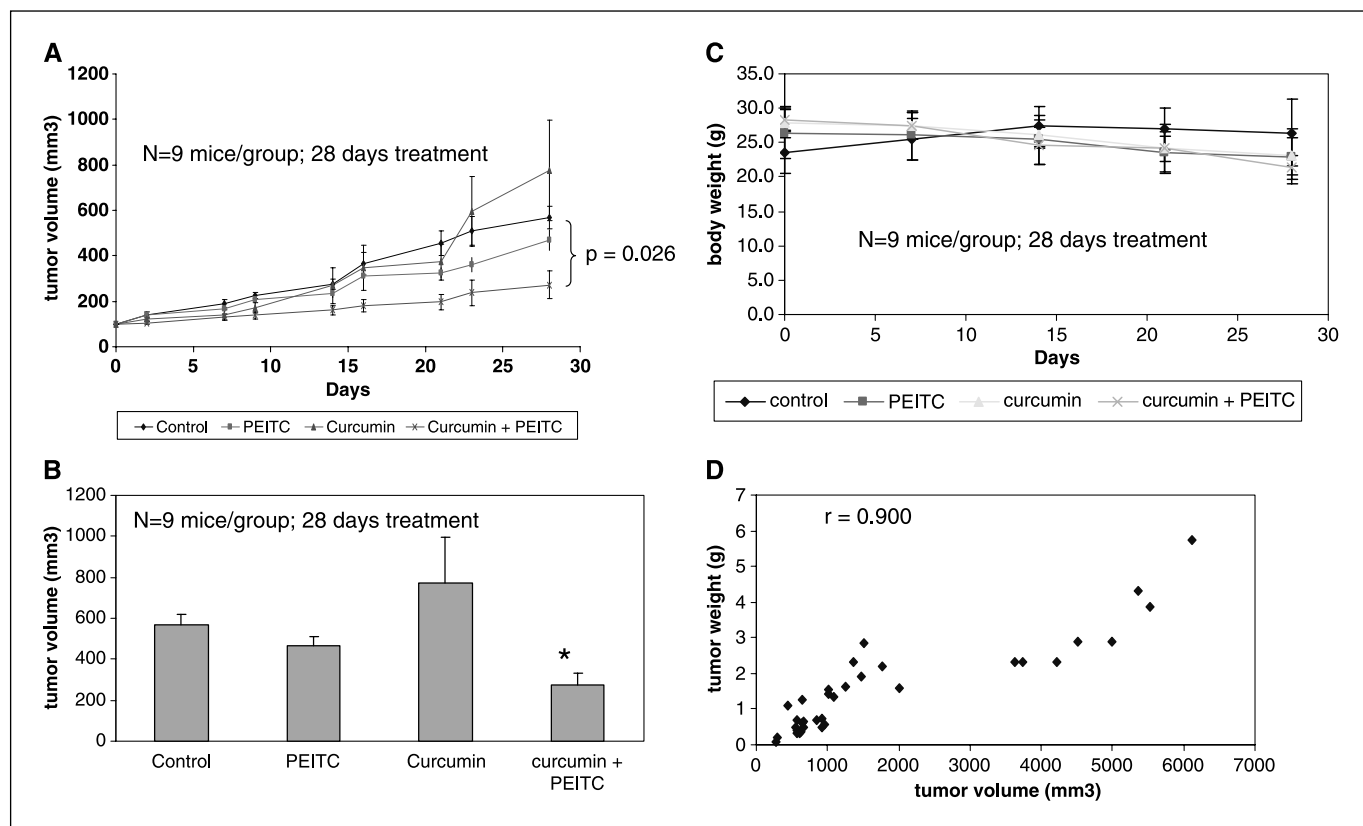 A
1200
1000
800
600
400
200
0
tumor volume (mm3)
N=9 mice/group; 28 days treatment
p = 0.026
0 5 10 15 20 25 30
Days
Control PEITC Curcumin Curcumin + PEITC
B
1200
1000
800
600
400
200
0
tumor volume (mm3)
N=9 mice/group; 28 days treatment
*
Control PEITC Curcumin curcumin +
PEITC
C
35.0
30.0
25.0
20.0
15.0
10.0
5.0
0.0
body weight (g)
N=9 mice/group; 28 days treatment
0 5 10 15 20 25 30
Days
control PEITC curcumin curcumin + PEITC
D
7
6
5
4
3
2
1
0
tumor weight (g)
r = 0.900
0 1000 2000 3000 4000 5000 6000 7000
tumor volume (mm3)